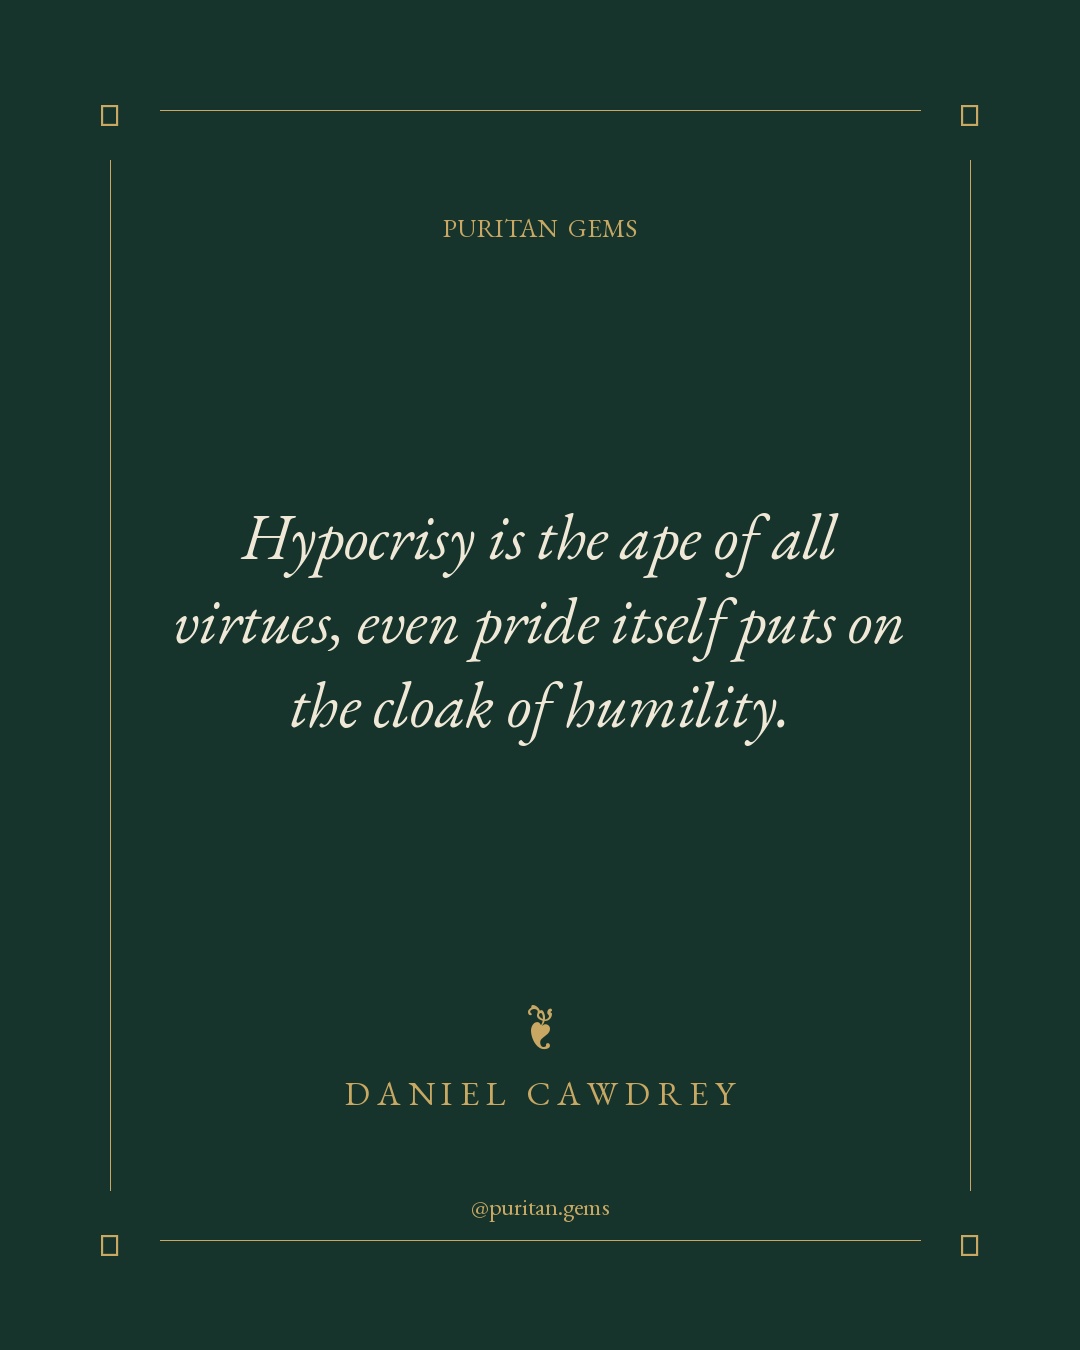 PURITAN GEMS
Hypocrisy is the ape of all
virtues, even pride itself puts on
the cloak of humility.
DANIEL CAWDREY
@puritan.gems